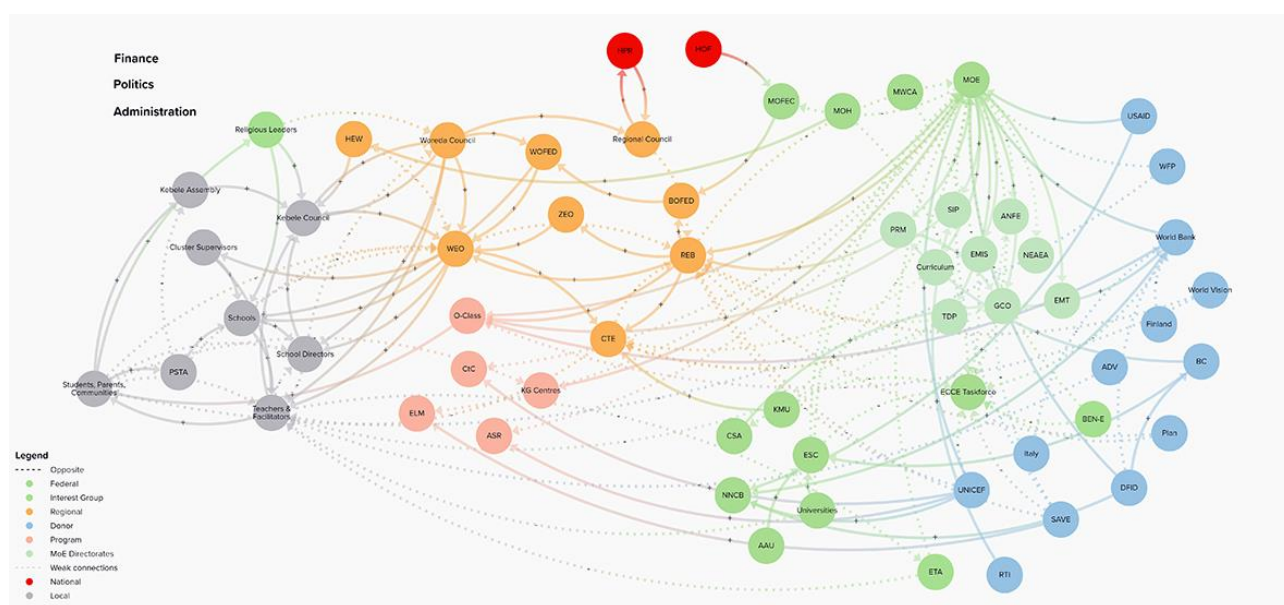 Finance
Politics
Administration
HPR
HOF
MOE
MWCA
MOFEC
MOH
USAID
Religious Leaders
HEW
Woreda Council
WOFED
Regional Council
WFP
Kebele Assembly
Kebele Council
ZEO
BOFED
SIP
ANFE
PRM
World Bank
Cluster Supervisors
WEO
REB
EMIS
NEAEA
Curriculum
World Vision
Schools
O-Class
TDP
GCO
EMT
Finland
School Directors
CTE
PSTA
CtC
ADV
BC
Students, Parents,
Communities
KG Centres
ECCE Taskforce
Teachers &
Facilitators
ELM
KMU
BEN-E
ASR
CSA
Plan
ESC
Italy
NNCB
UNICEF
DFID
Universities
SAVE
AAU
ETA
RTI
Legend
Opposite
Federal
Interest Group
Regional
Donor
Program
MoE Directorates
Weak connections
National
Local